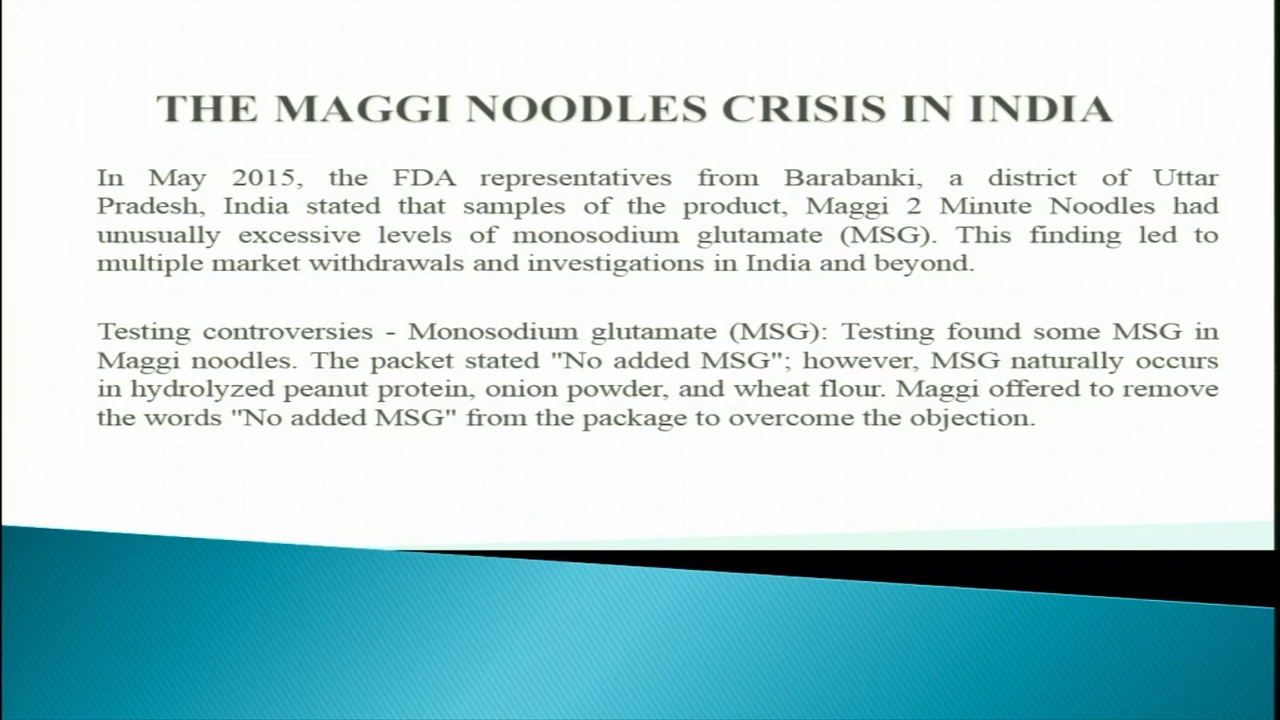 THE MAGGI NOODLES CRISIS IN INDIA
In May 2015, the FDA representatives from Barabanki, a district of Uttar
Pradesh, India stated that samples of the product, Maggi 2 Minute Noodles had
unusually excessive levels of monosodium glutamate (MSG). This finding led to
multiple market withdrawals and investigations in India and beyond.
Testing controversies - Monosodium glutamate (MSG): Testing found some MSG in
Maggi noodles. The packet stated "No added MSG"; however, MSG naturally occurs
in hydrolyzed peanut protein, onion powder, and wheat flour. Maggi offered to remove
the words "No added MSG" from the package to overcome the objection.